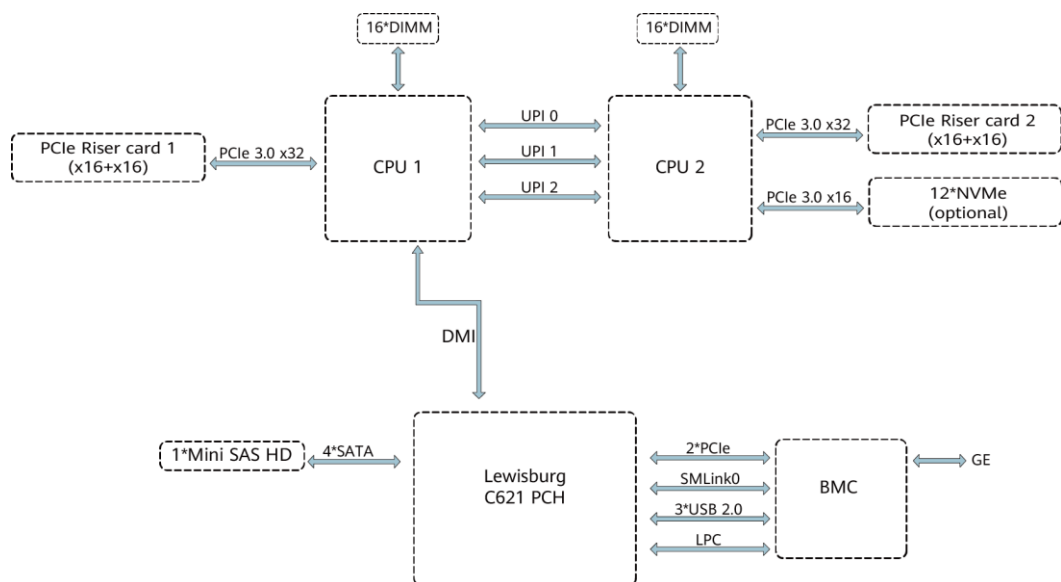 16*DIMM
16*DIMM
UPI 0
PCIe 3.0 x32
PCIe Riser card 2
(x16+x16)
PCIe Riser card 1
(x16+x16)
PCIe 3.0 x32
CPU 1
UPI 1
CPU 2
UPI 2
PCIe 3.0 x16
12*NVMe
(optional)
DMI
1*Mini SAS HD
4*SATA
Lewisburg
C621 PCH
2*PCIe
SMLink0
3*USB 2.0
LPC
BMC
GE